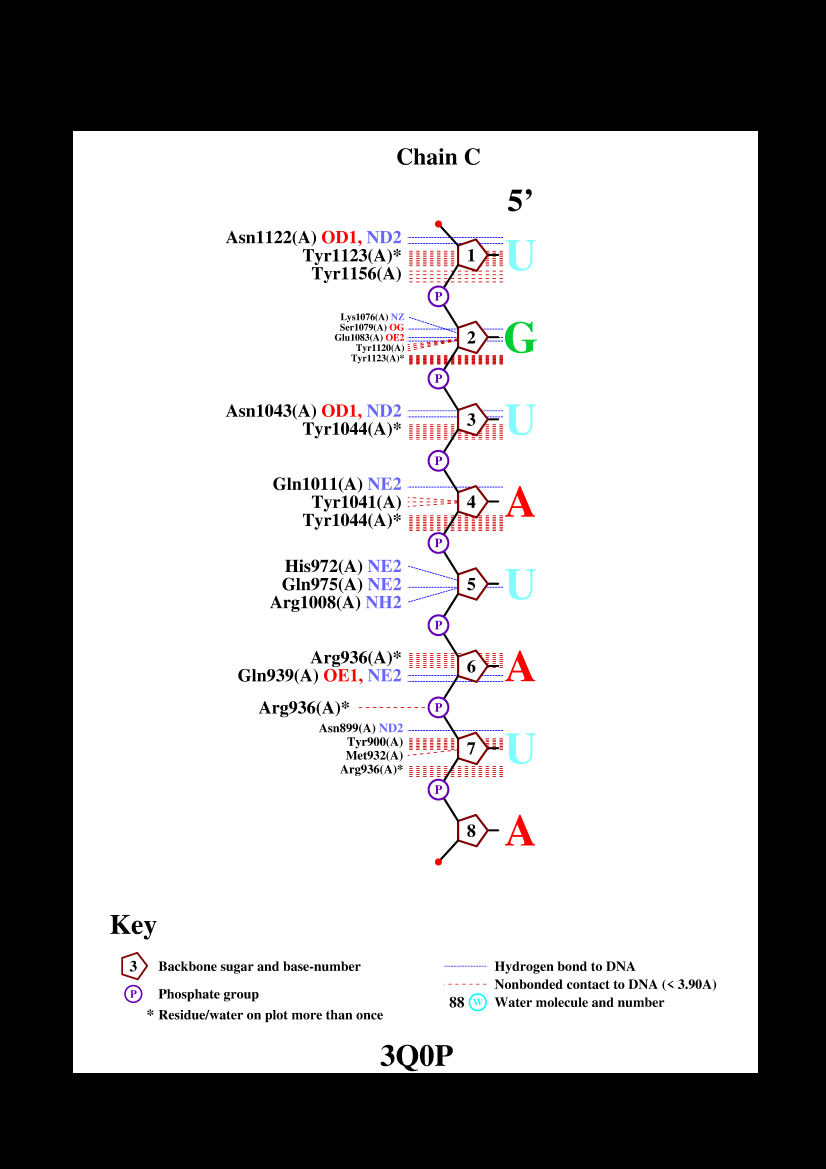 Chain C
5’
Asn1122(A) OD1, ND2
Tyr1123(A)*
1
U
Tyr1156(A)
P
Lys1076(A) NZ
Ser1079(A) OG
Glu1083(A) OE2
2
G
Tyr1120(A)
Tyr1123(A)*
P
Asn1043(A) OD1, ND2
3
U
Tyr1044(A)*
P
Gln1011(A) NE2
Tyr1041(A)
4
A
Tyr1044(A)*
P
His972(A) NE2
Gln975(A) NE2
5
U
Arg1008(A) NH2
P
Arg936(A)*
6
A
Gln939(A) OE1, NE2
Arg936(A)*
P
Asn899(A) ND2
Tyr900(A)
7
U
Met932(A)
Arg936(A)*
P
8
A
Key
3 Backbone sugar and base-number
P Phosphate group
* Residue/water on plot more than once
Hydrogen bond to DNA
Nonbonded contact to DNA (< 3.90A)
88 W Water molecule and number
3Q0P